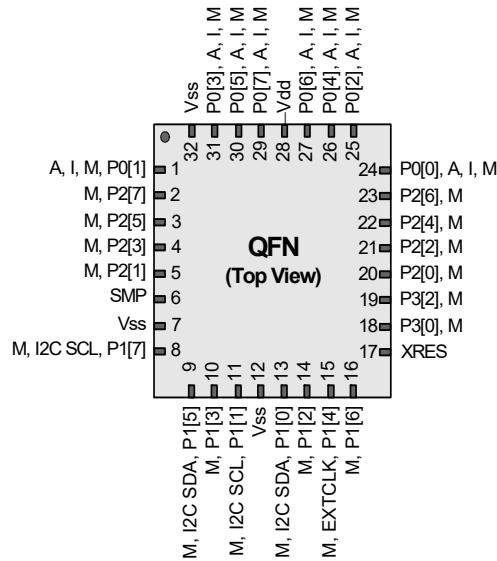 Vss
P0[3], A, I, M
P0[5], A, I, M
P0[7], A, I, M
Vdd
P0[6], A, I, M
P0[4], A, I, M
P0[2], A, I, M
32
31
30
29
28
27
26
25
A, I, M, P0[1] 1
M, P2[7] 2
M, P2[5] 3
M, P2[3] 4
M, P2[1] 5
SMP 6
Vss 7
M, I2C SCL, P1[7] 8
QFN
(Top View)
24 P0[0], A, I, M
23 P2[6], M
22 P2[4], M
21 P2[2], M
20 P2[0], M
19 P3[2], M
18 P3[0], M
17 XRES
9
10
11
12
13
14
15
16
M, I2C SDA, P1[5]
M, P1[3]
M, I2C SCL, P1[1]
Vss
M, I2C SDA, P1[0]
M, P1[2]
M, EXTCLK, P1[4]
M, P1[6]